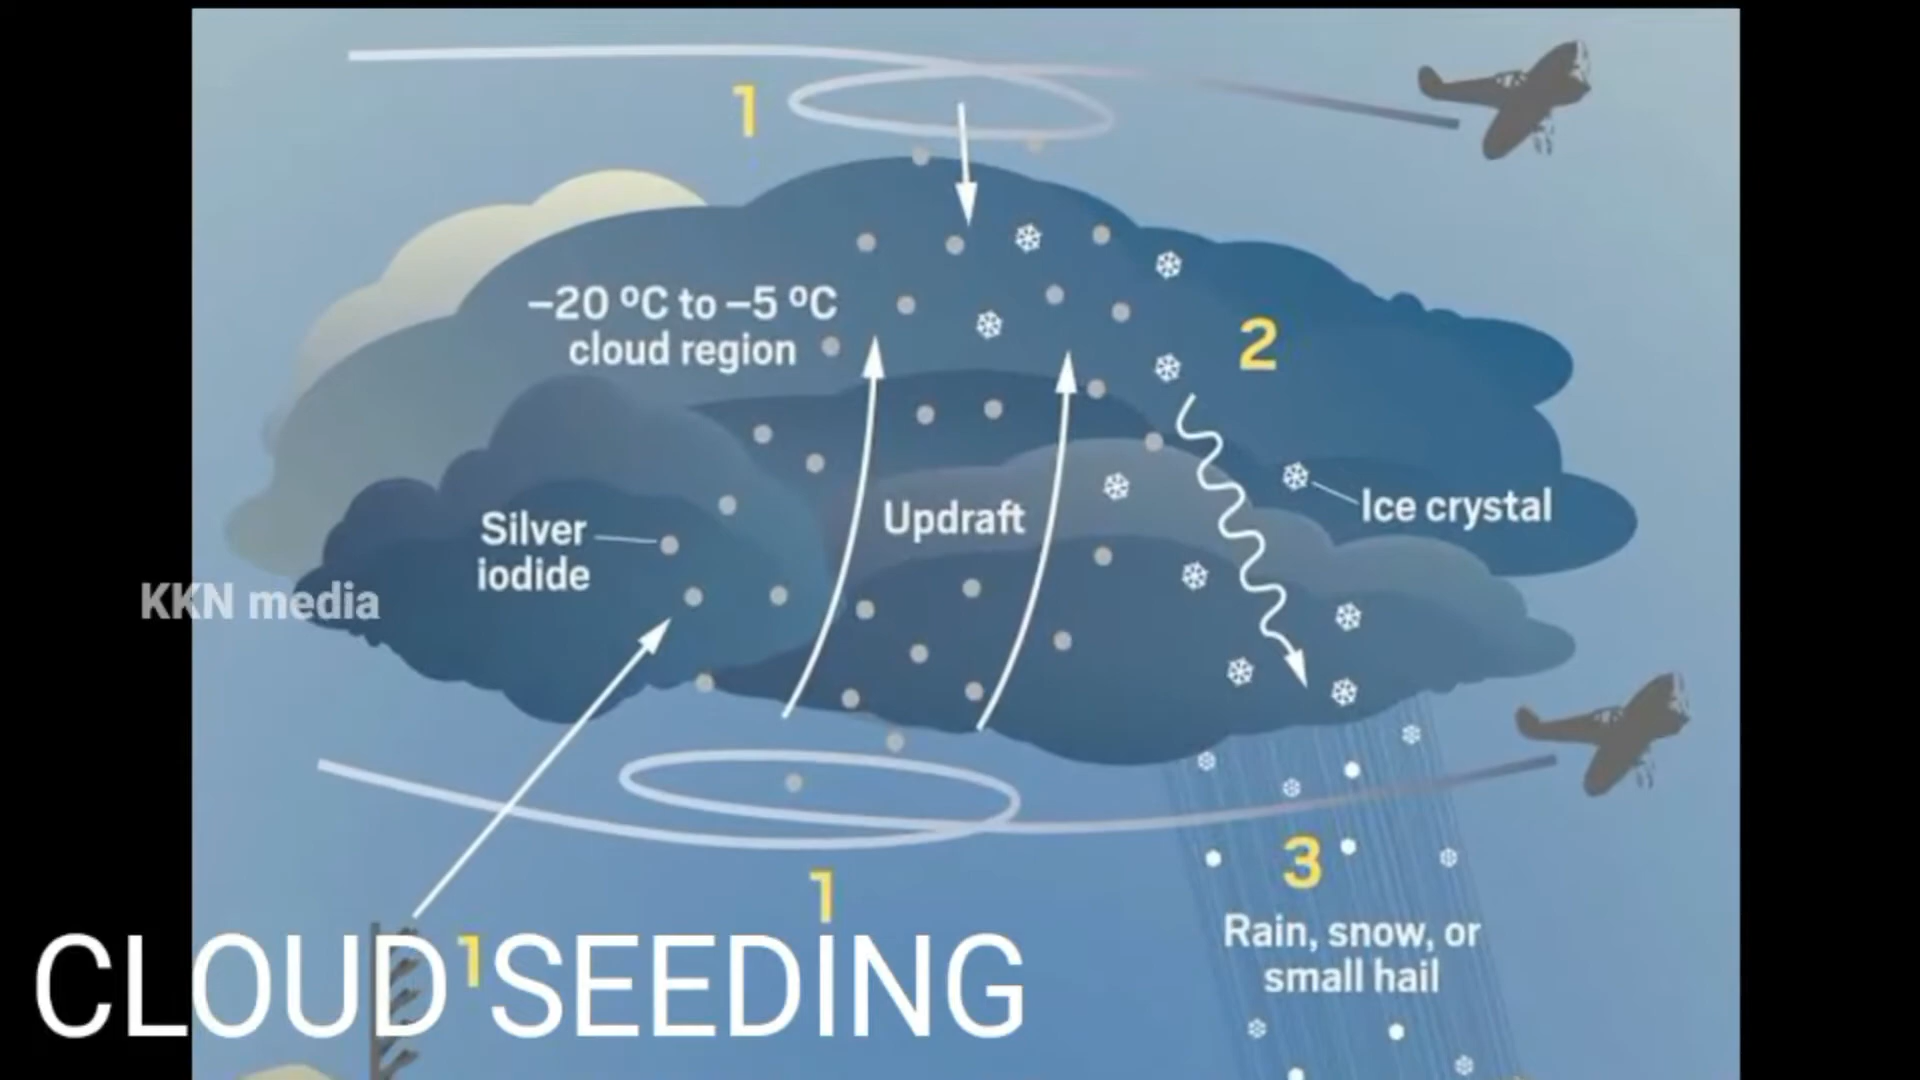 1
–20 ºC to –5 ºC
cloud region
2
Silver
iodide
Updraft
Ice crystal
KKN media
1
3
Rain, snow, or
small hail
1
CLOUD SEEDING